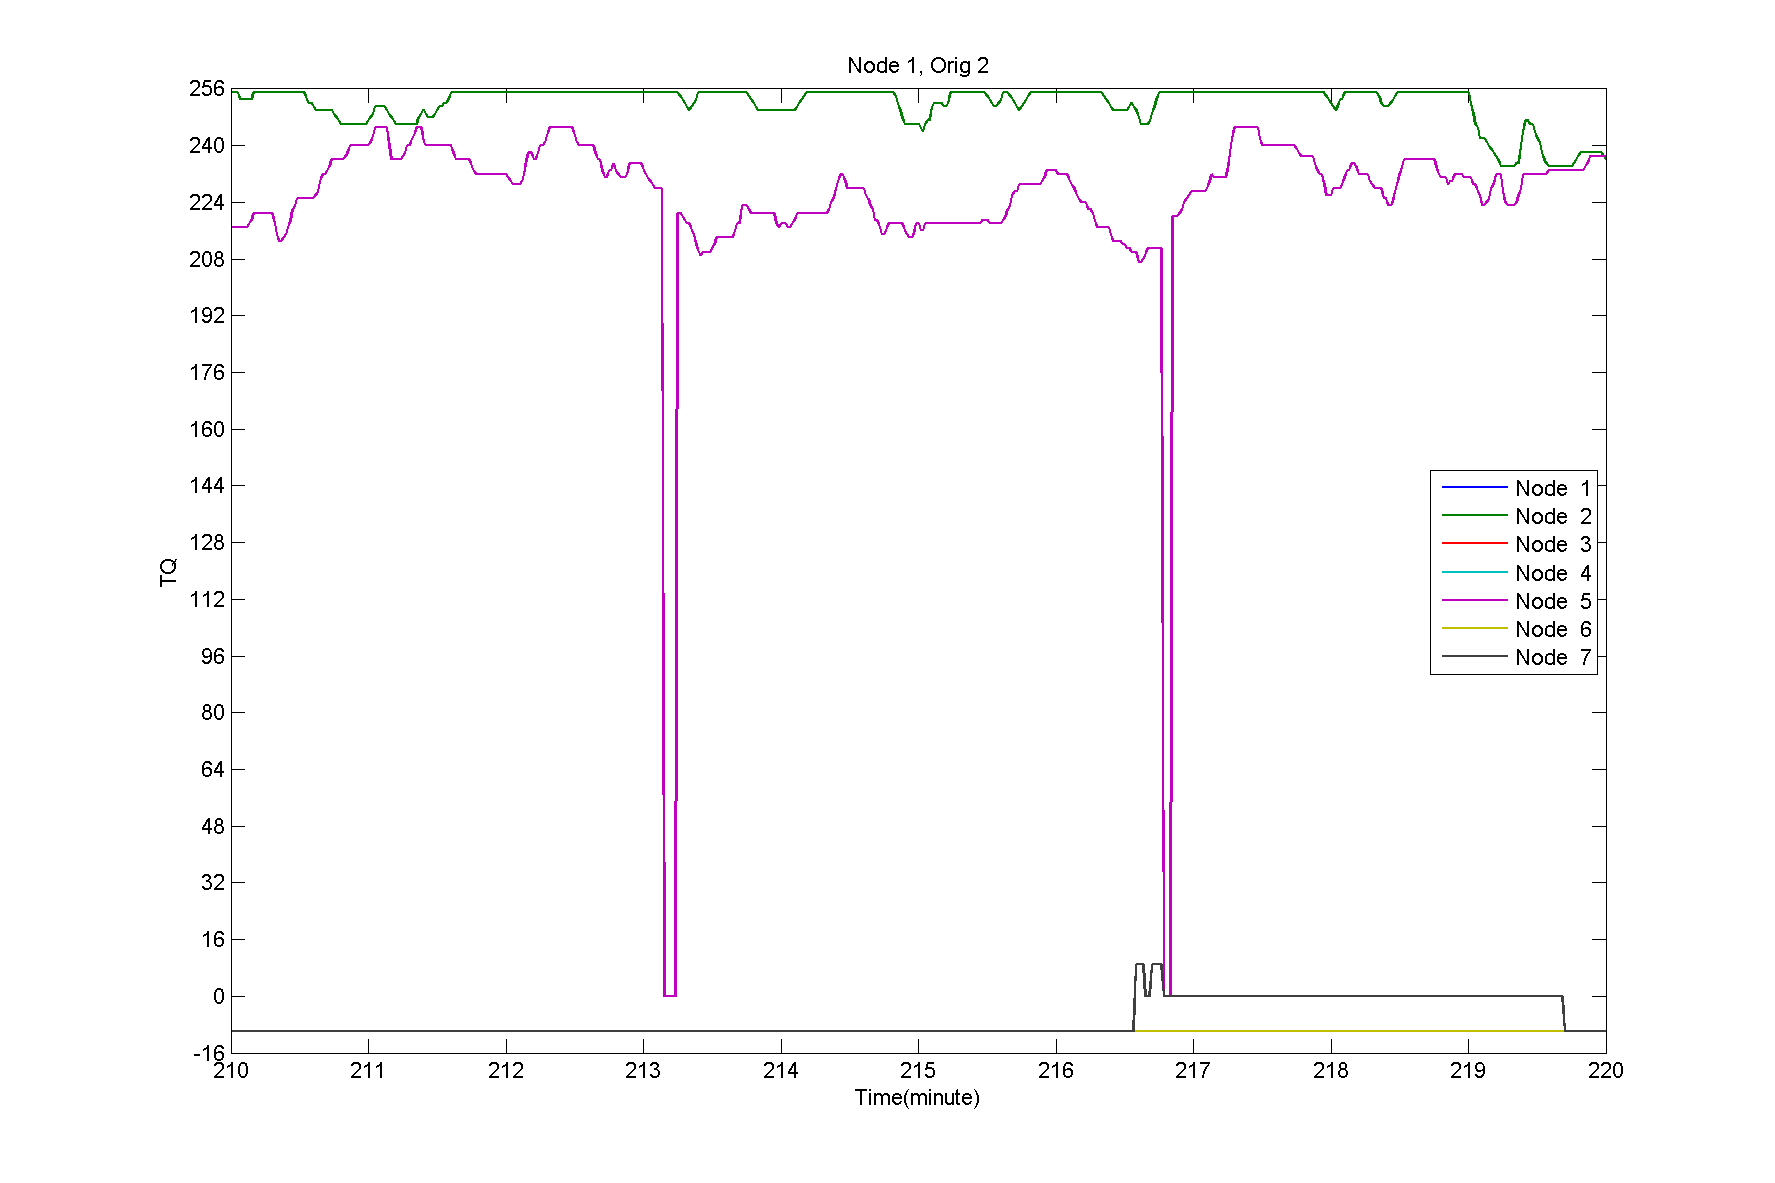 Node 1, Orig 2
256
240
224
208
192
176
160
144
128
112
96
80
64
48
32
16
0
-16
TQ
Node 1
Node 2
Node 3
Node 4
Node 5
Node 6
Node 7
210 211 212 213 214 215 216 217 218 219 220
Time(minute)